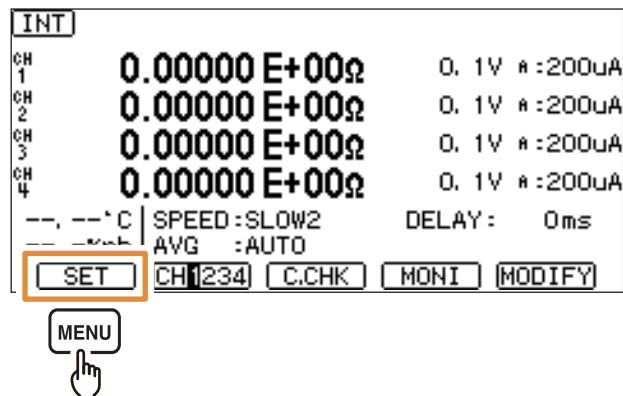 INT
CH 1 0.00000 E+00Ω 0. 1V A:200uA
CH 2 0.00000 E+00Ω 0. 1V A:200uA
CH 3 0.00000 E+00Ω 0. 1V A:200uA
CH 4 0.00000 E+00Ω 0. 1V A:200uA
--. --°C SPEED:SLOW2 DELAY: 0ms
--. --%rh AVG :AUTO
SET CH1234 C.CHK MONI MODIFY
MENU